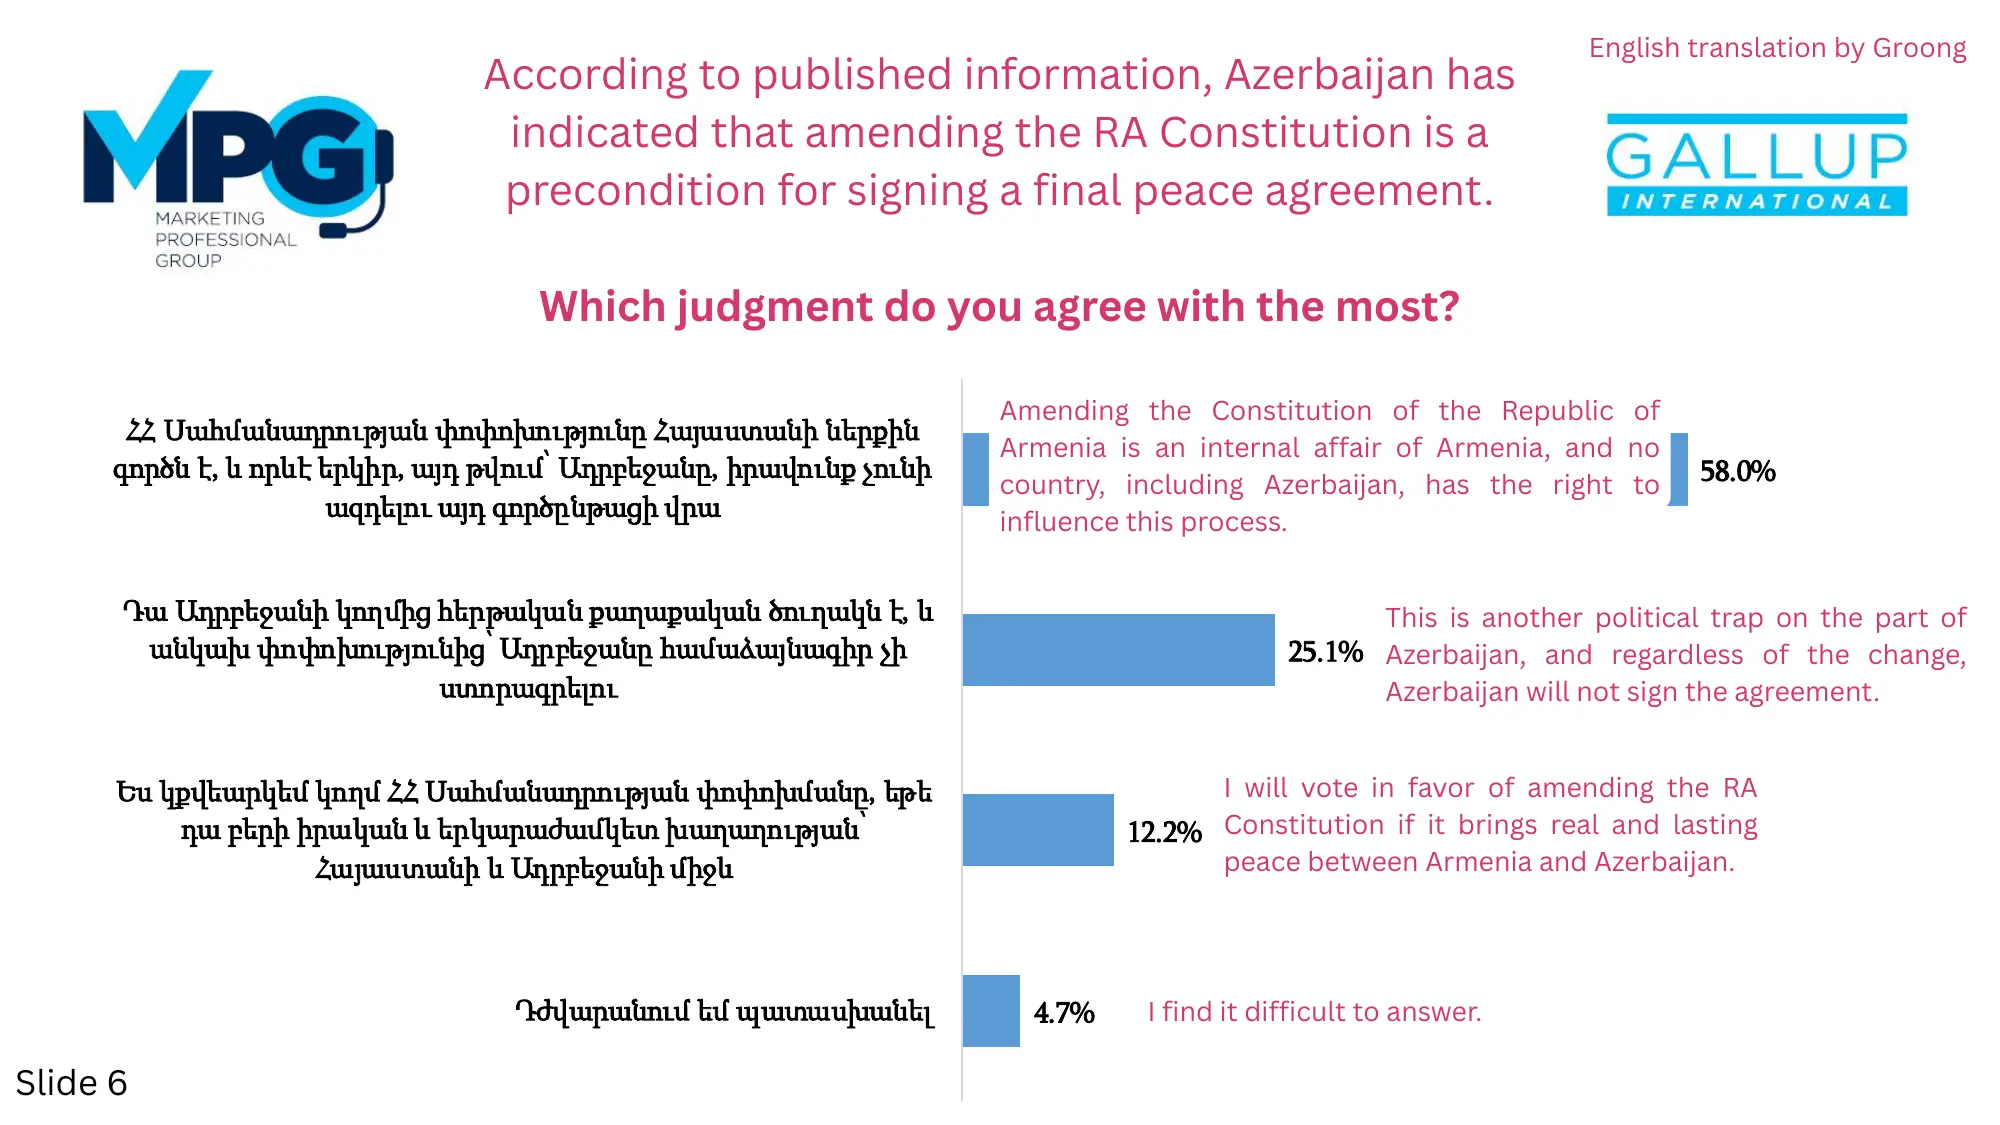 English translation by Groong
According to published information, Azerbaijan has
indicated that amending the RA Constitution is a
precondition for signing a final peace agreement.
MPG
MARKETING
PROFESSIONAL
GROUP
GALLUP
INTERNATIONAL
Which judgment do you agree with the most?
ՀՀ Սահմանադրության փոփոխությունը Հայաստանի ներքին
գործն է, և որևէ երկիր, այդ թվում՝ Ադրբեջանը, իրավունք չունի
ազդելու այդ գործընթացի վրա
Amending the Constitution of the Republic of
Armenia is an internal affair of Armenia, and no
country, including Azerbaijan, has the right to
influence this process.
58.0%
Դա Ադրբեջանի կողմից հերթական քաղաքական ծուղակն է, և
անկախ փոփոխությունից՝ Ադրբեջանը համաձայնագիր չի
ստորագրելու
25.1%
This is another political trap on the part of
Azerbaijan, and regardless of the change,
Azerbaijan will not sign the agreement.
Ես կքվեարկեմ կողմ ՀՀ Սահմանադրության փոփոխմանը, եթե
դա բերի իրական և երկարաժամկետ խաղաղության՝
Հայաստանի և Ադրբեջանի միջև
12.2%
I will vote in favor of amending the RA
Constitution if it brings real and lasting
peace between Armenia and Azerbaijan.
Դժվարանում եմ պատասխանել
4.7%
I find it difficult to answer.
Slide 6